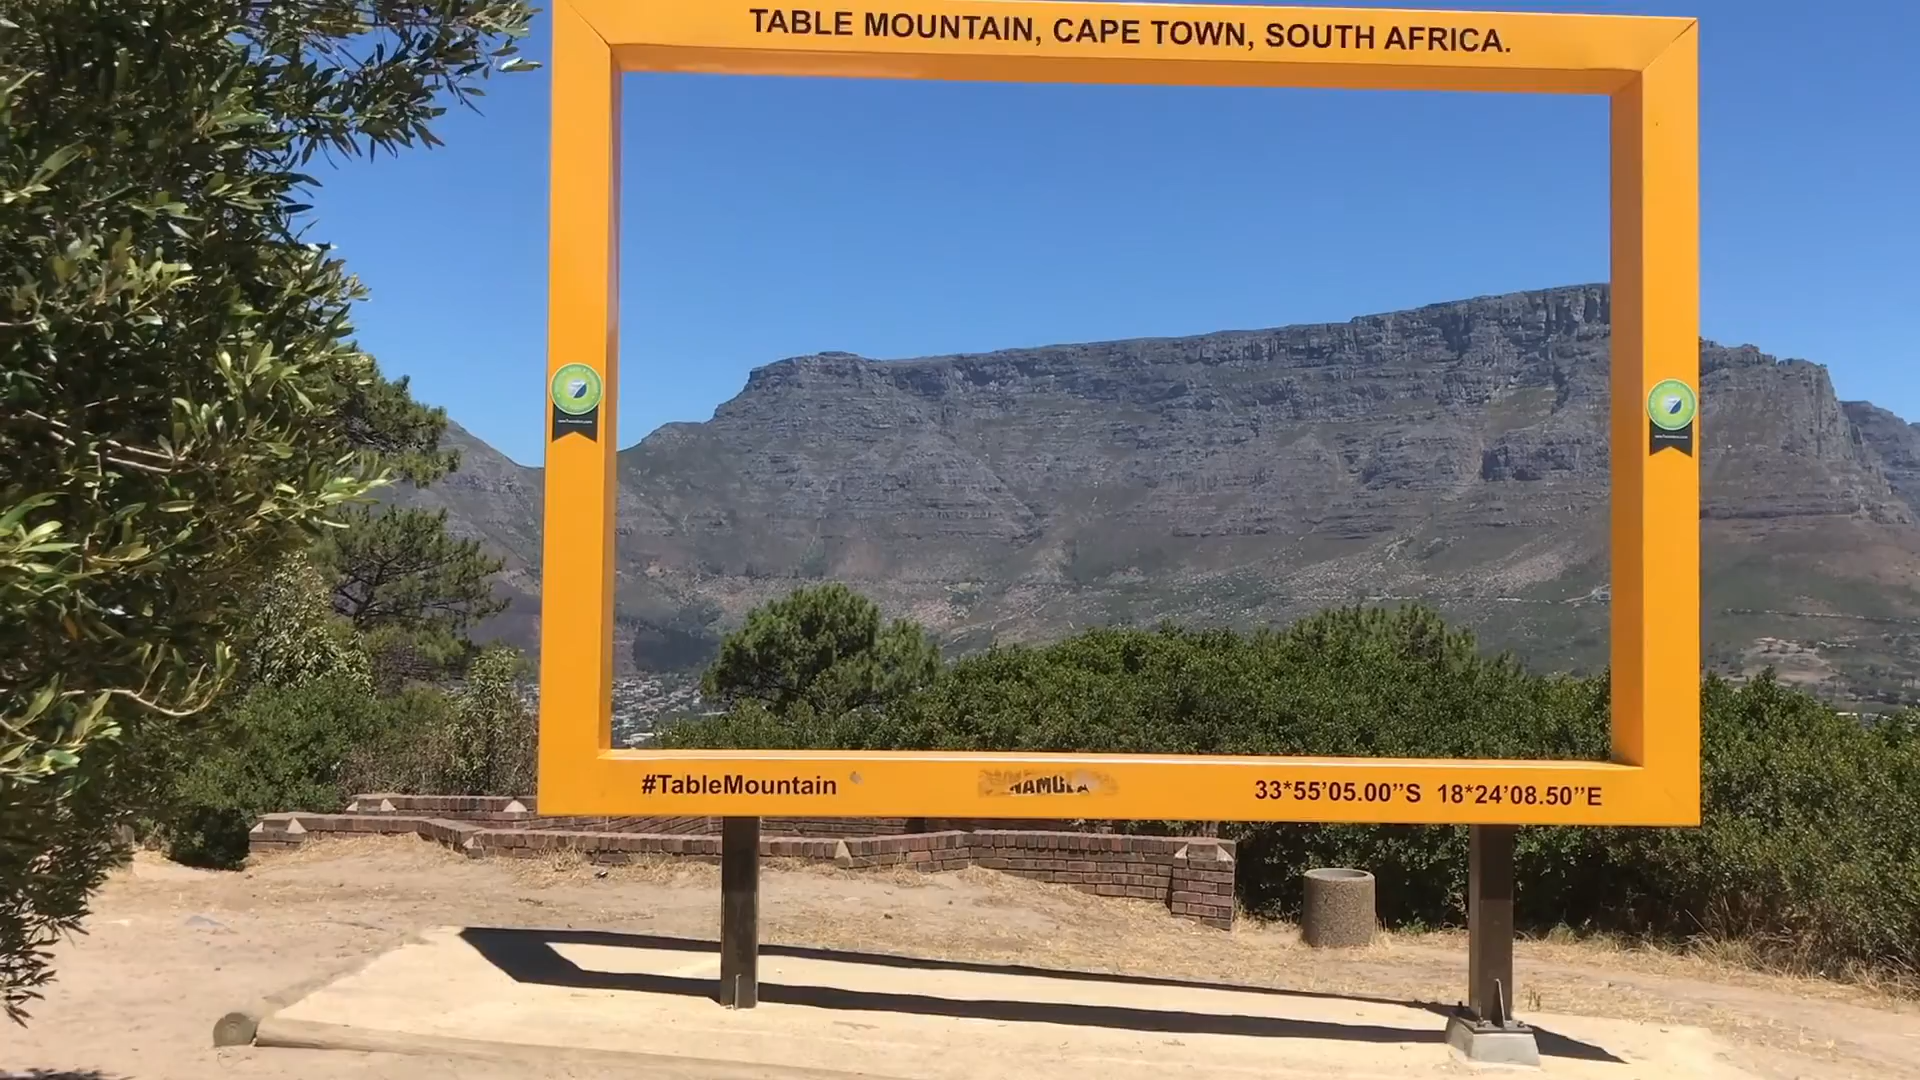 TABLE MOUNTAIN, CAPE TOWN, SOUTH AFRICA.
#TableMountain
33*55’05.00”S 18*24’08.50”E